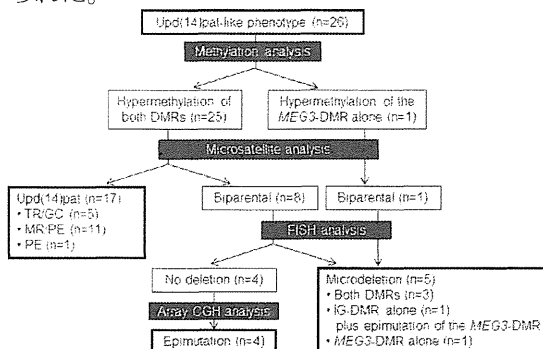 Upd(14)pat-like phenotype (n=26)
Methylation analysis
Hypermethylation of
both DMRs (n=25)
Hypermethylation of the
MEG3-DMR alone (n=1)
Microsatellite analysis
Upd(14)pat (n=17)
• TR/GC (n=5)
• MR/PE (n=11)
• PE (n=1)
Biparental (n=8)
Biparental (n=1)
FISH analysis
No deletion (n=4)
Microdeletion (n=5)
• Both DMRs (n=3)
• IG-DMR alone (n=1)
plus epimutation of the MEG3-DMR
• MEG3-DMR alone (n=1)
Array CGH analysis
Epimutation (n=4)